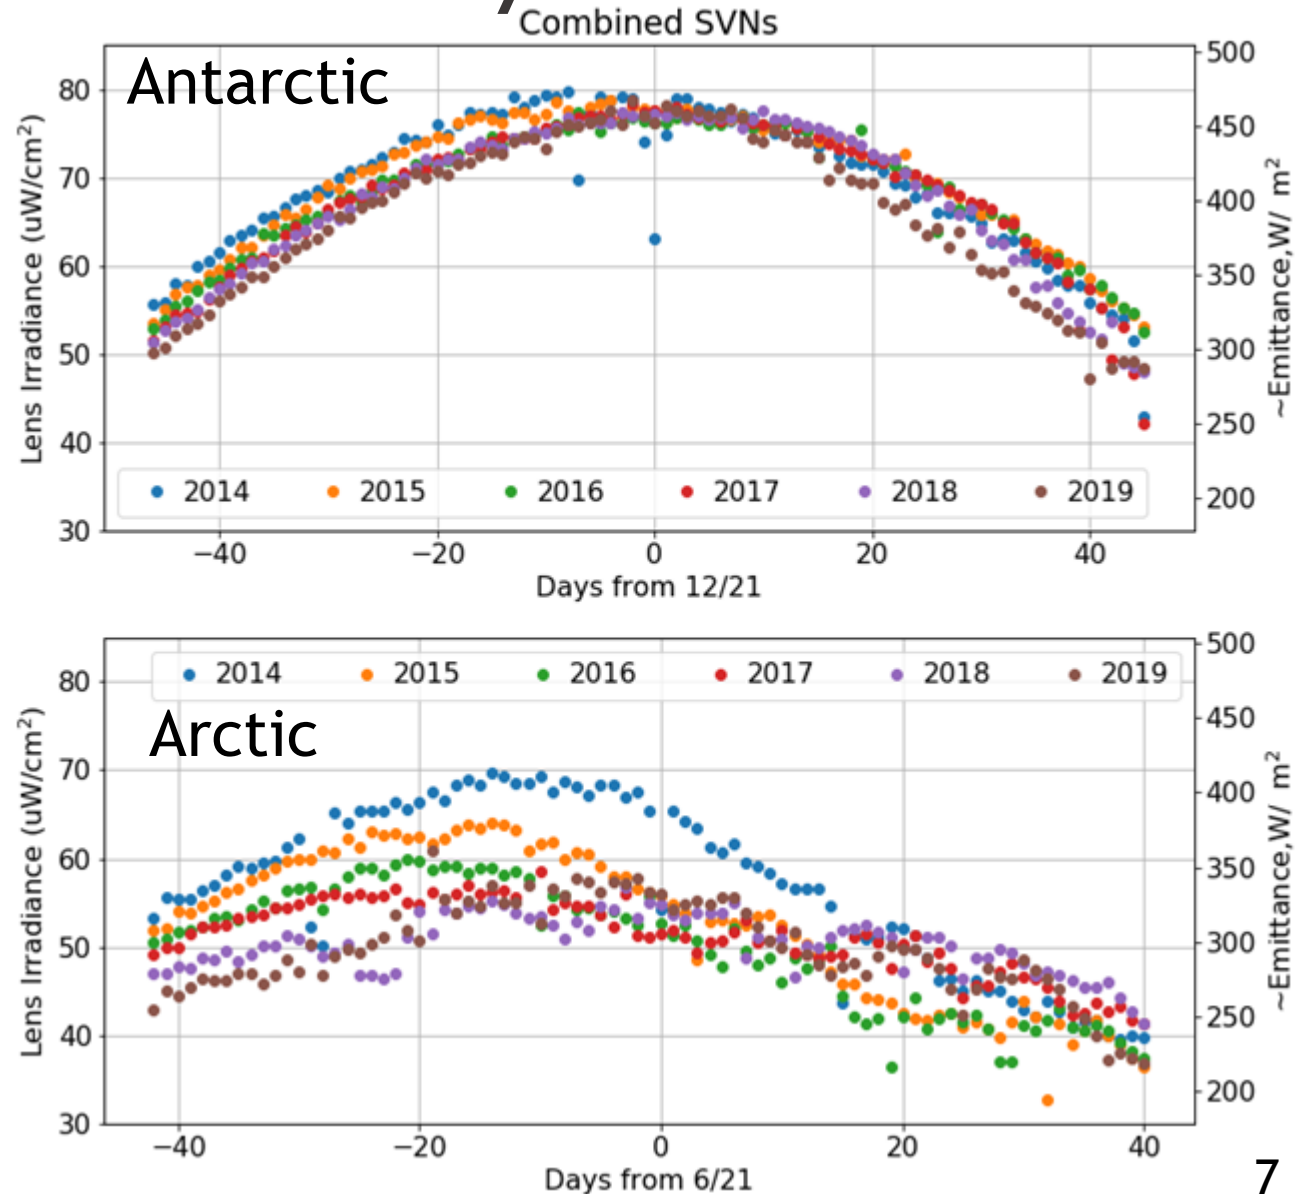 Combined SVNs
Antarctic
Lens Irradiance (uW/cm²)
80
70
60
50
40
30
500
450
400
350
300
250
200
~Emittance,W/ m²
2014 2015 2016 2017 2018 2019
−40 −20 0 20 40
Days from 12/21
2014 2015 2016 2017 2018 2019
Arctic
Lens Irradiance (uW/cm²)
80
70
60
50
40
30
500
450
400
350
300
250
200
~Emittance,W/ m²
−40 −20 0 20 40
Days from 6/21
7